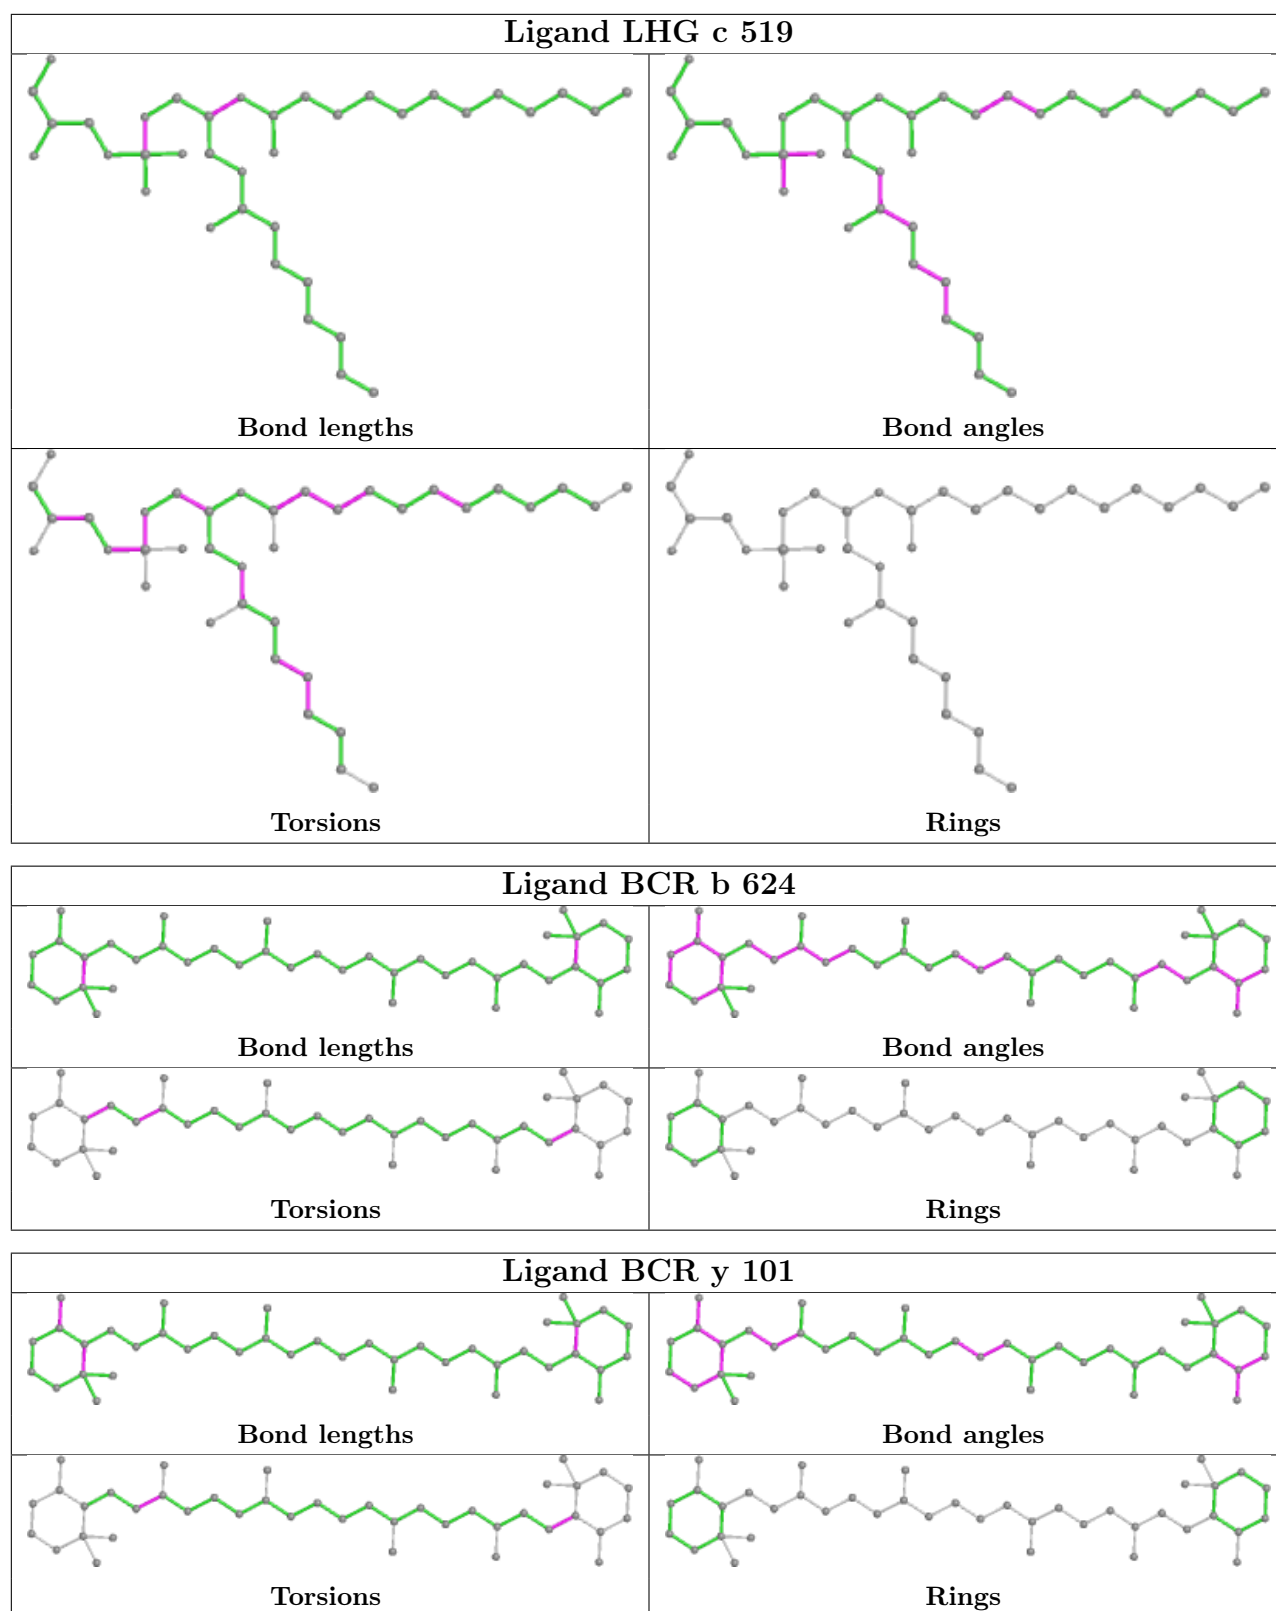 Ligand LHG c 519
Bond lengths
Bond angles
Torsions
Rings
Ligand BCR b 624
Bond lengths
Bond angles
Torsions
Rings
Ligand BCR y 101
Bond lengths
Bond angles
Torsions
Rings